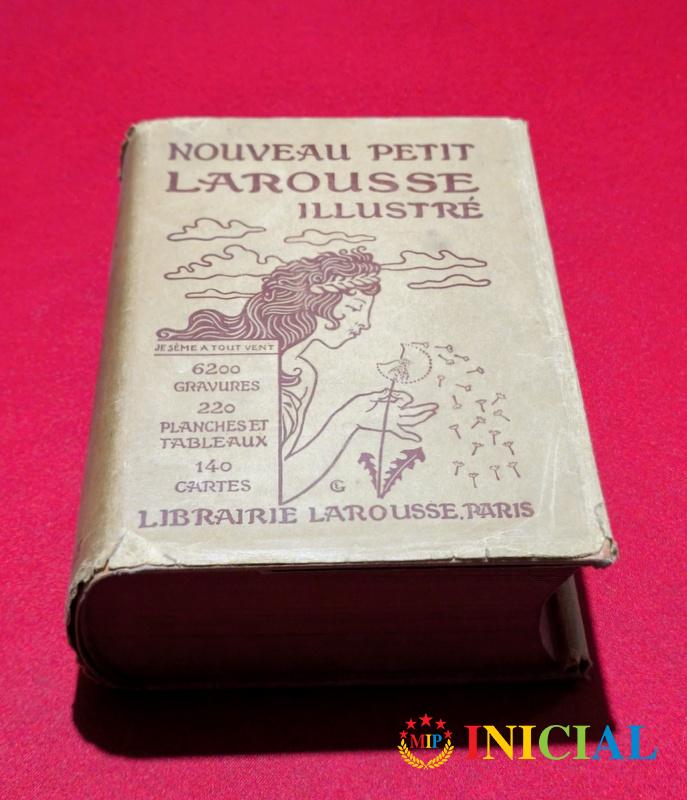 NOUVEAU PETIT
LAROUSSE
ILLUSTRÉ
JE SÈME A TOUT VENT
6200
GRAVURES
220
PLANCHES ET
TABLEAUX
140
CARTES
CG
LIBRAIRIE LAROUSSE. PARIS
MIP
INICIAL